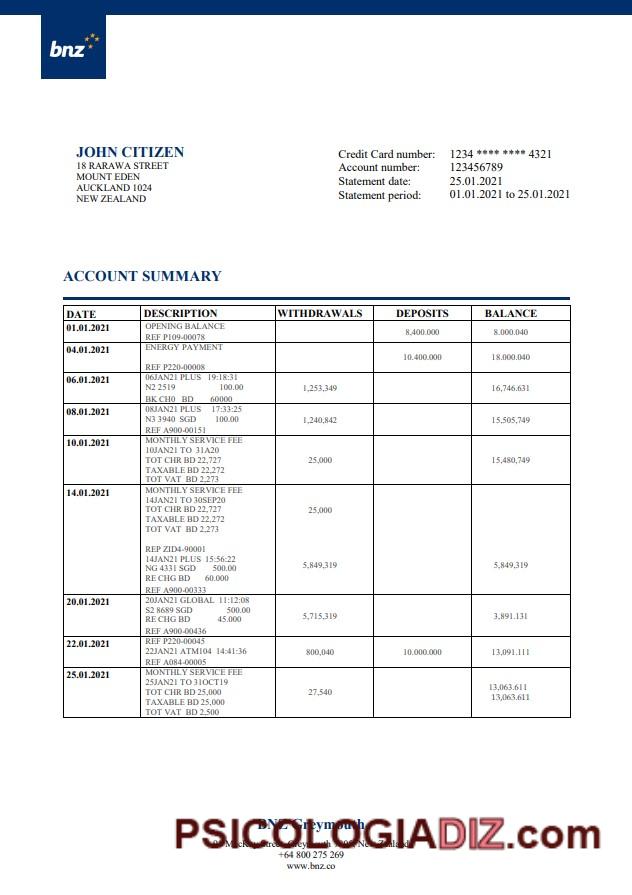 bnz
JOHN CITIZEN
18 RARAWA STREET
MOUNT EDEN
AUCKLAND 1024
NEW ZEALAND
Credit Card number: 1234 **** **** 4321
Account number: 123456789
Statement date: 25.01.2021
Statement period: 01.01.2021 to 25.01.2021
ACCOUNT SUMMARY
DATE DESCRIPTION WITHDRAWALS DEPOSITS BALANCE
01.01.2021 OPENING BALANCE 8,400.000 8.000.040
REF P109-00078
04.01.2021 ENERGY PAYMENT 10.400.000 18.000.040
REF P220-00008
06.01.2021 06JAN21 PLUS 19:18:31
N2 2519 100.00 1,253,349 16,746.631
BK CH0 BD 60000
08.01.2021 08JAN21 PLUS 17:33:25
N3 3940 SGD 100.00 1,240,842 15,505,749
REF A900-00151
10.01.2021 MONTHLY SERVICE FEE
10JAN21 TO 31A20
TOT CHR BD 22,727 25,000 15,480,749
TAXABLE BD 22,272
TOT VAT BD 2,273
14.01.2021 MONTHLY SERVICE FEE
14JAN21 TO 30SEP20
TOT CHR BD 22,727 25,000
TAXABLE BD 22,272
TOT VAT BD 2,273
REP ZID4-90001
14JAN21 PLUS 15:56:22
NG 4331 SGD 500.00 5,849,319 5,849,319
RE CHG BD 60.000
REF A900-00333
20.01.2021 20JAN21 GLOBAL 11:12:08
S2 8689 SGD 500.00 5,715,319 3,891.131
RE CHG BD 45.000
REF A900-00436
22.01.2021 REF P220-00045
22JAN21 ATM104 14:41:36 800,040 10.000.000 13,091.111
REF A084-00005
25.01.2021 MONTHLY SERVICE FEE
25JAN21 TO 31OCT19
TOT CHR BD 25,000 27,540 13,063.611
TAXABLE BD 25,000 13,063.611
TOT VAT BD 2,500
BNZ Greymouth
PSICOLOGIADIZ.com
Street, Greymouth New Zealand
+64 800 275 269
www.bnz.co